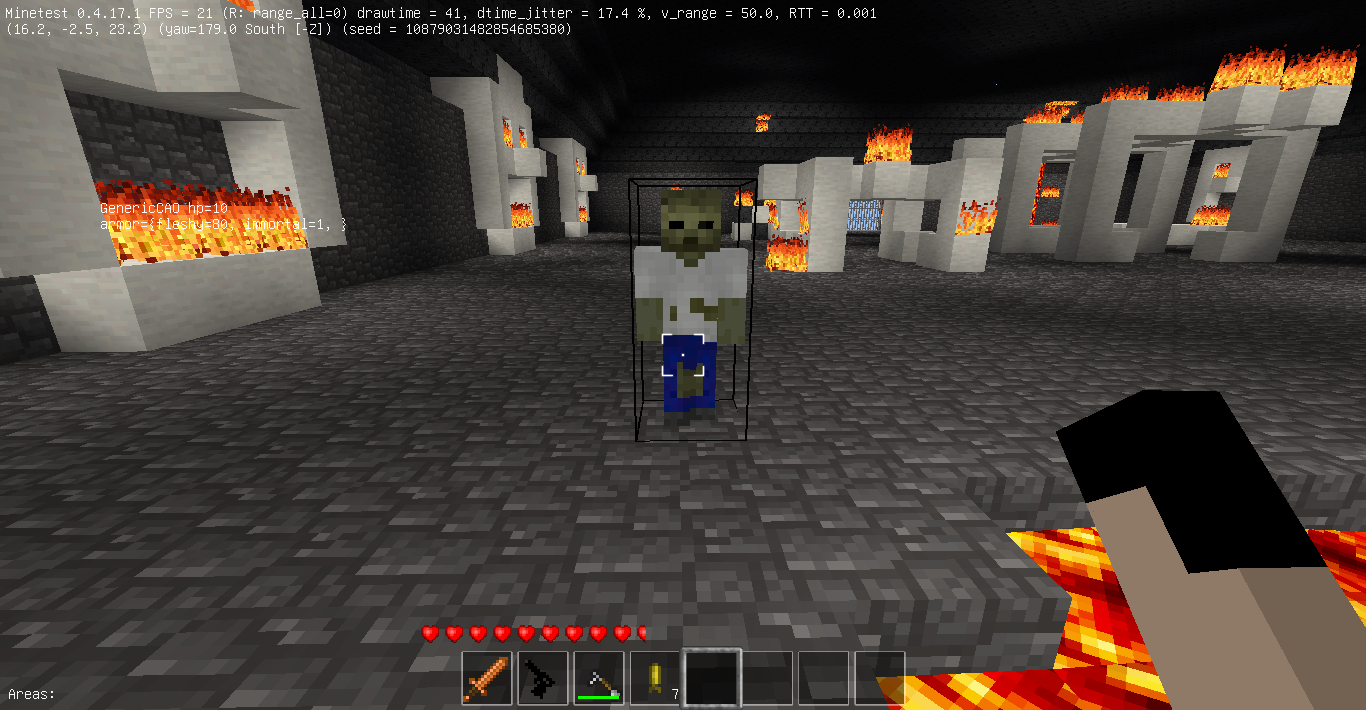 Minetest 0.4.17.1 FPS = 21 (R: range_all=0) drawtime = 41, dtime_jitter = 17.4 %, v_range = 50.0, RTT = 0.001
(16.2, -2.5, 23.2) (yaw=179.0 South [-Z]) (seed = 10879031482854685380)
GenericCAO hp=10
armor={fleshy=80, immortal=1, }
7
Areas: